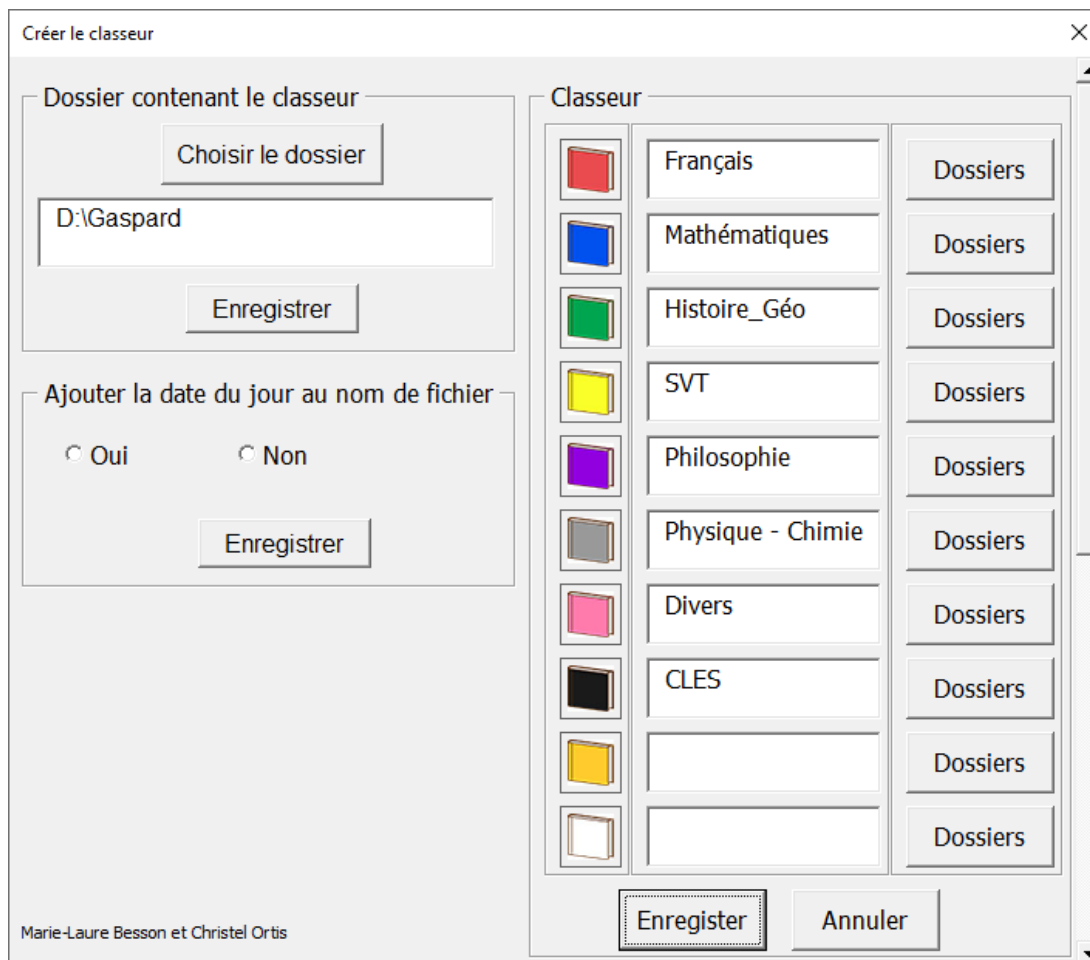 Créer le classeur
Dossier contenant le classeur
Choisir le dossier
D:\Gaspard
Enregistrer
Ajouter la date du jour au nom de fichier
Oui Non
Enregistrer
Marie-Laure Besson et Christel Ortis
Classeur
Français Dossiers
Mathématiques Dossiers
Histoire_Géo Dossiers
SVT Dossiers
Philosophie Dossiers
Physique - Chimie Dossiers
Divers Dossiers
CLES Dossiers
Dossiers
Dossiers
Enregister Annuler